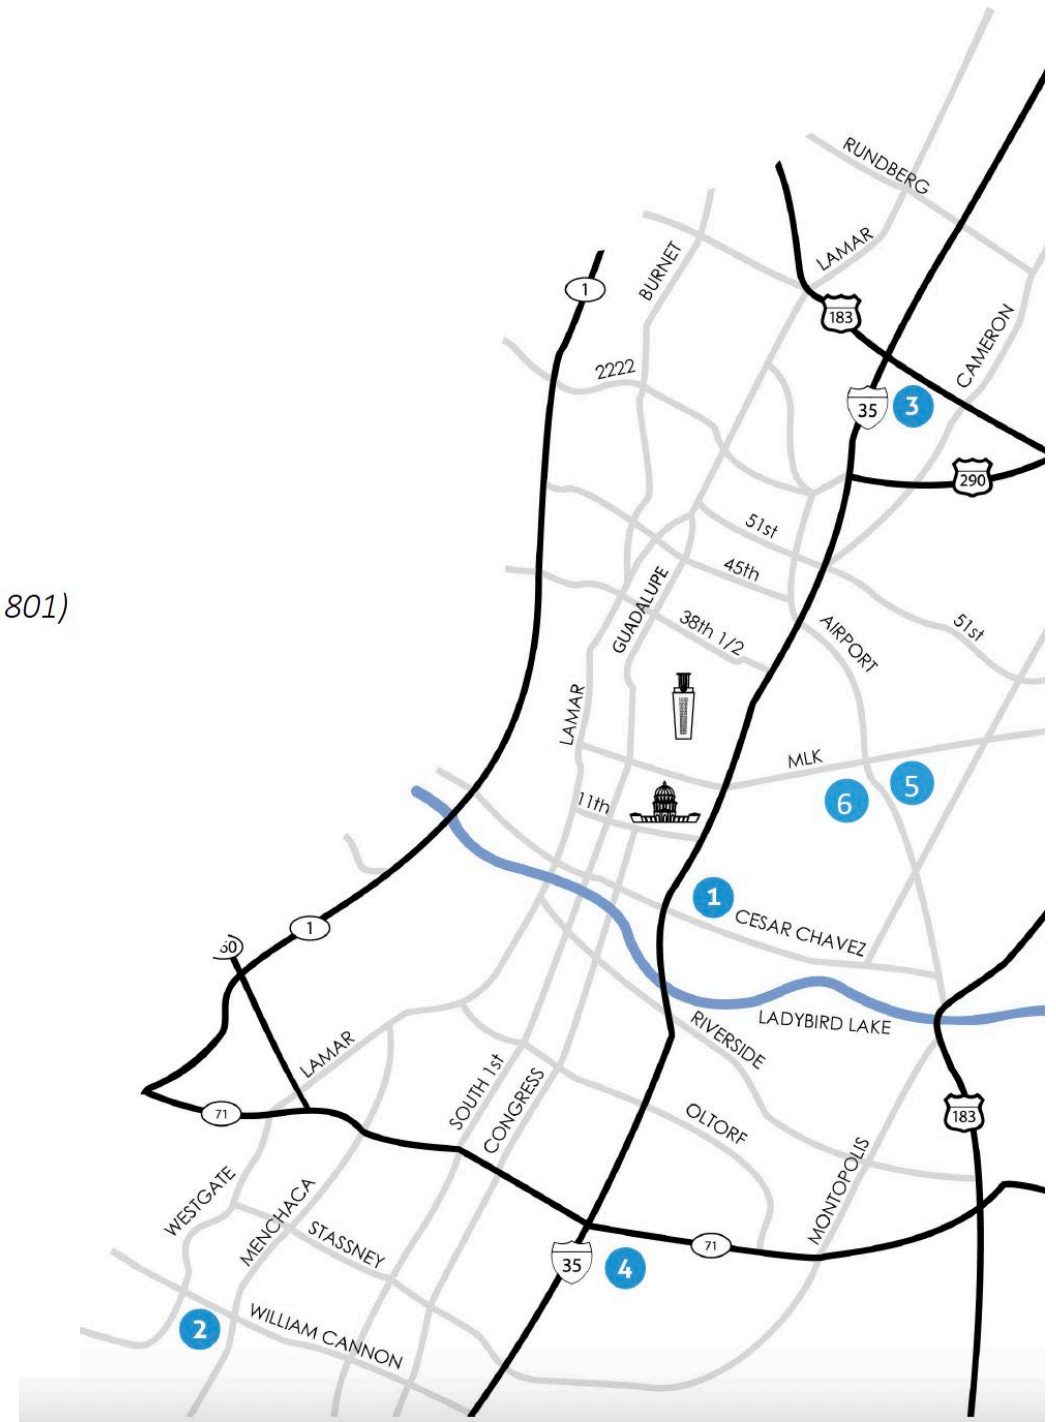 RUNDBERG
LAMAR
BURNET
1
183
CAMERON
2222
35
3
290
51st
45th
GUADALUPE
801)
38th 1/2
AIRPORT
51st
LAMAR
MLK
5
6
11th
1
CESAR CHAVEZ
1
LADYBIRD LAKE
RIVERSIDE
LAMAR
SOUTH 1st
CONGRESS
71
OLTORF
183
MONTOPOLIS
WESTGATE
MENCHACA
STASSNEY
71
35
4
2
WILLIAM CANNON